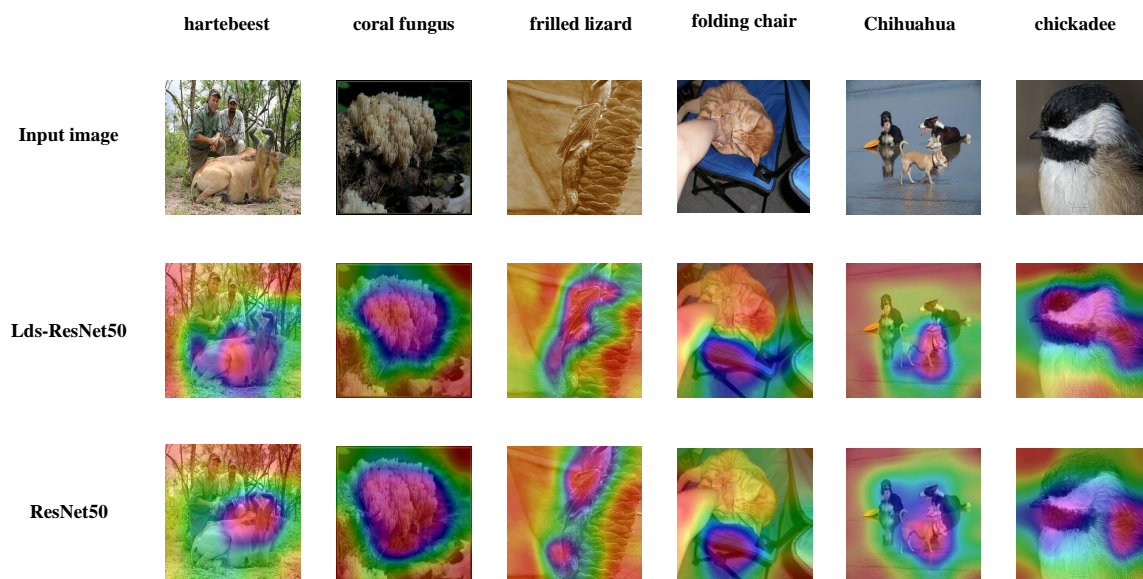 hartebeest coral fungus frilled lizard folding chair Chihuahua chickadee
Input image
Lds-ResNet50
ResNet50